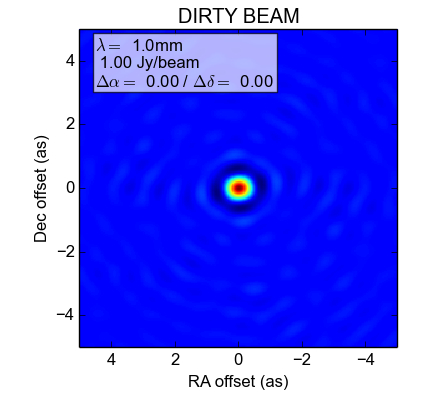 DIRTY BEAM
λ = 1.0mm
1.00 Jy/beam
Δα = 0.00 / Δδ = 0.00
Dec offset (as)
4
2
0
−2
−4
4 2 0 −2 −4
RA offset (as)